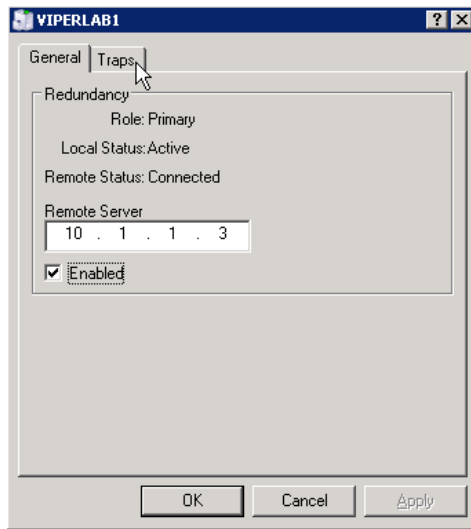 VIPERLAB1
General Traps
Redundancy
Role: Primary
Local Status: Active
Remote Status: Connected
Remote Server
10 . 1 . 1 . 3
Enabled
OK Cancel Apply